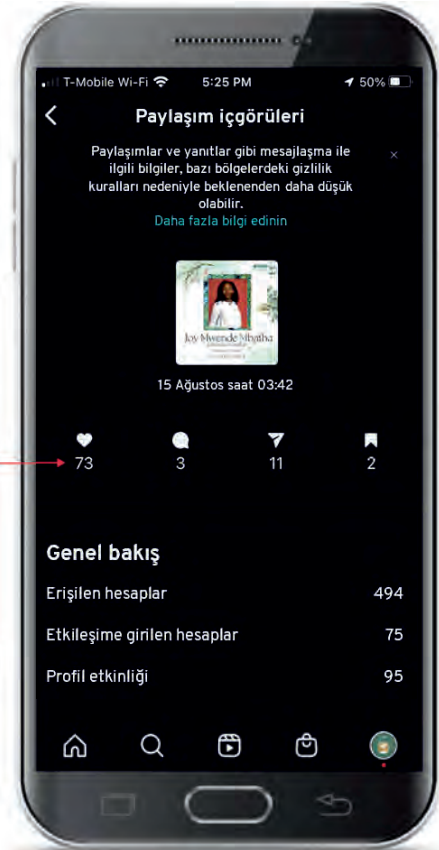 T-Mobile Wi-Fi 5:25 PM 50%
Paylaşım içgörüleri
Paylaşımlar ve yanıtlar gibi mesajlaşma ile
ilgili bilgiler, bazı bölgelerdeki gizlilik
kuralları nedeniyle beklenenden daha düşük
olabilir.
Daha fazla bilgi edinin
Joy Mwende Mbatha
15 Ağustos saat 03:42
73 3 11 2
Genel bakış
Erişilen hesaplar 494
Etkileşime girilen hesaplar 75
Profil etkinliği 95